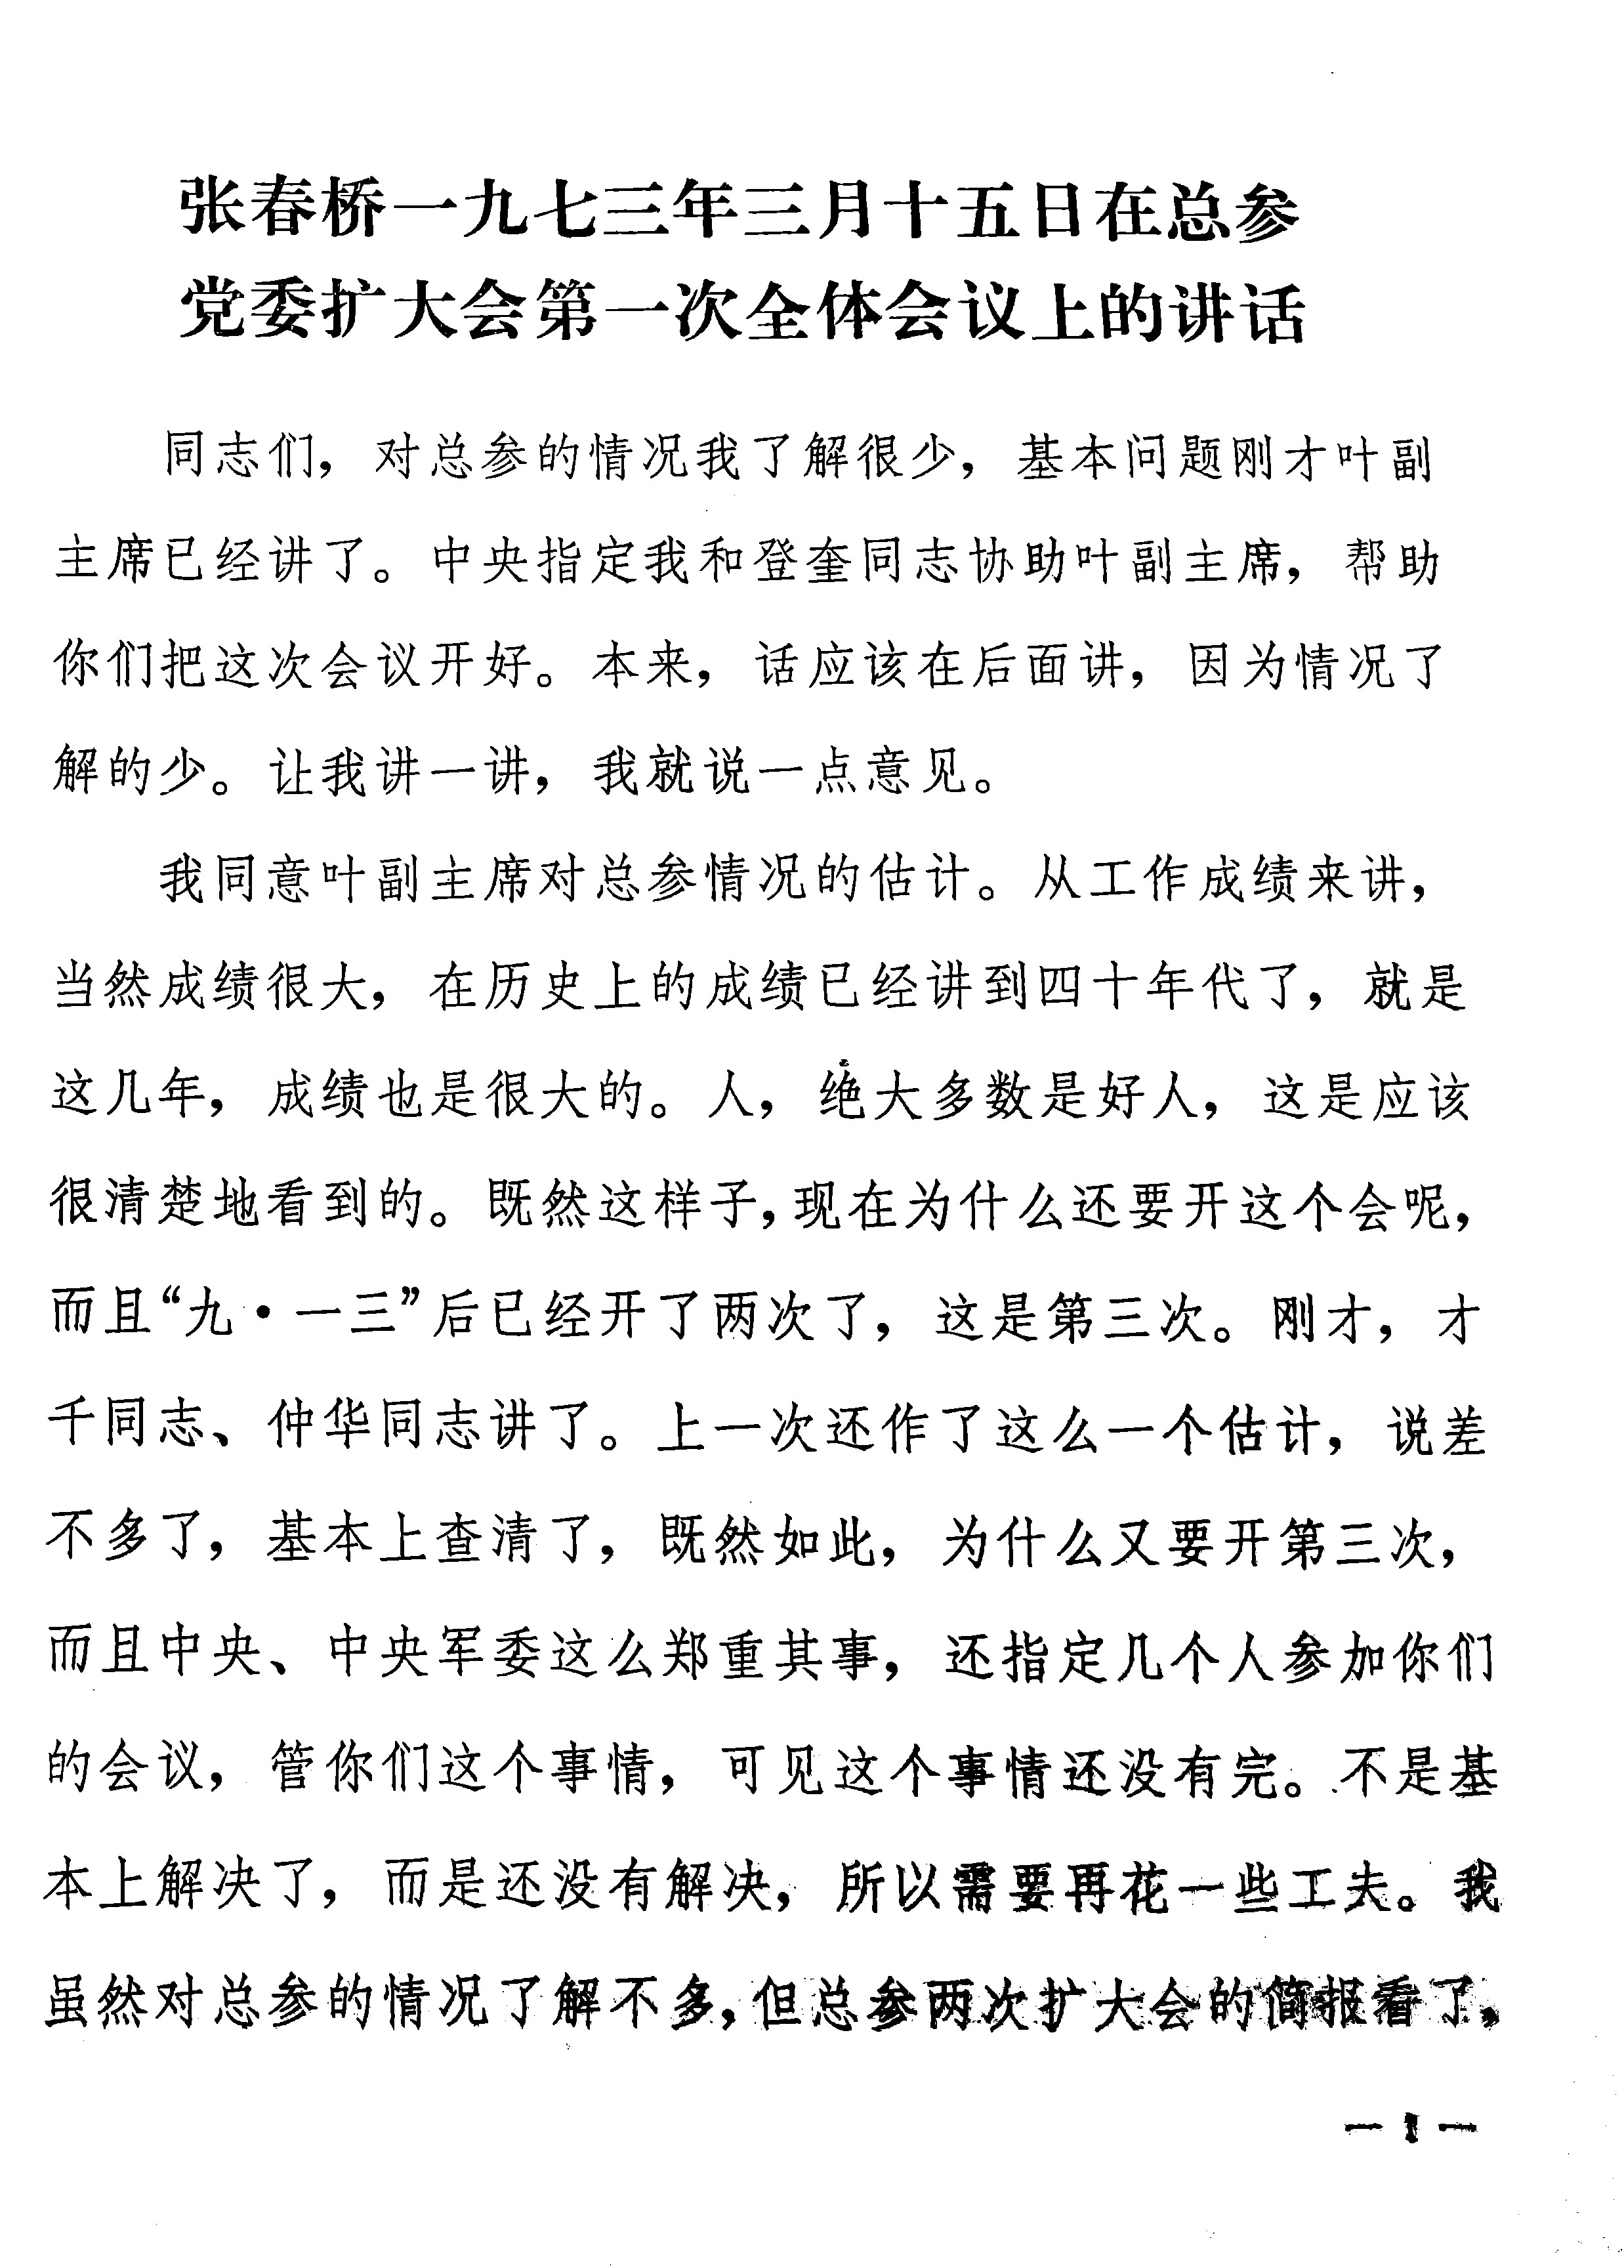 张春桥一九七三年三月十五日在总参
党委扩大会第一次全体会议上的讲话
同志们，对总参的情况我了解很少，基本问题刚才叶副
主席已经讲了。中央指定我和登奎同志协助叶副主席，帮助
你们把这次会议开好。本来，话应该在后面讲，因为情况了
解的少。让我讲一讲，我就说一点意见。
我同意叶副主席对总参情况的估计。从工作成绩来讲，
当然成绩很大，在历史上的成绩已经讲到四十年代了，就是
这几年，成绩也是很大的。人，绝大多数是好人，这是应该
很清楚地看到的。既然这样子，现在为什么还要开这个会呢，
而且“九·一三”后已经开了两次了，这是第三次。刚才，才
千同志、仲华同志讲了。上一次还作了这么一个估计，说差
不多了，基本上查清了，既然如此，为什么又要开第三次，
而且中央、中央军委这么郑重其事，还指定几个人参加你们
的会议，管你们这个事情，可见这个事情还没有完。不是基
本上解决了，而是还没有解决，所以需要再花一些工夫。我
虽然对总参的情况了解不多，但总参两次扩大会的简报看了，
— 1 —